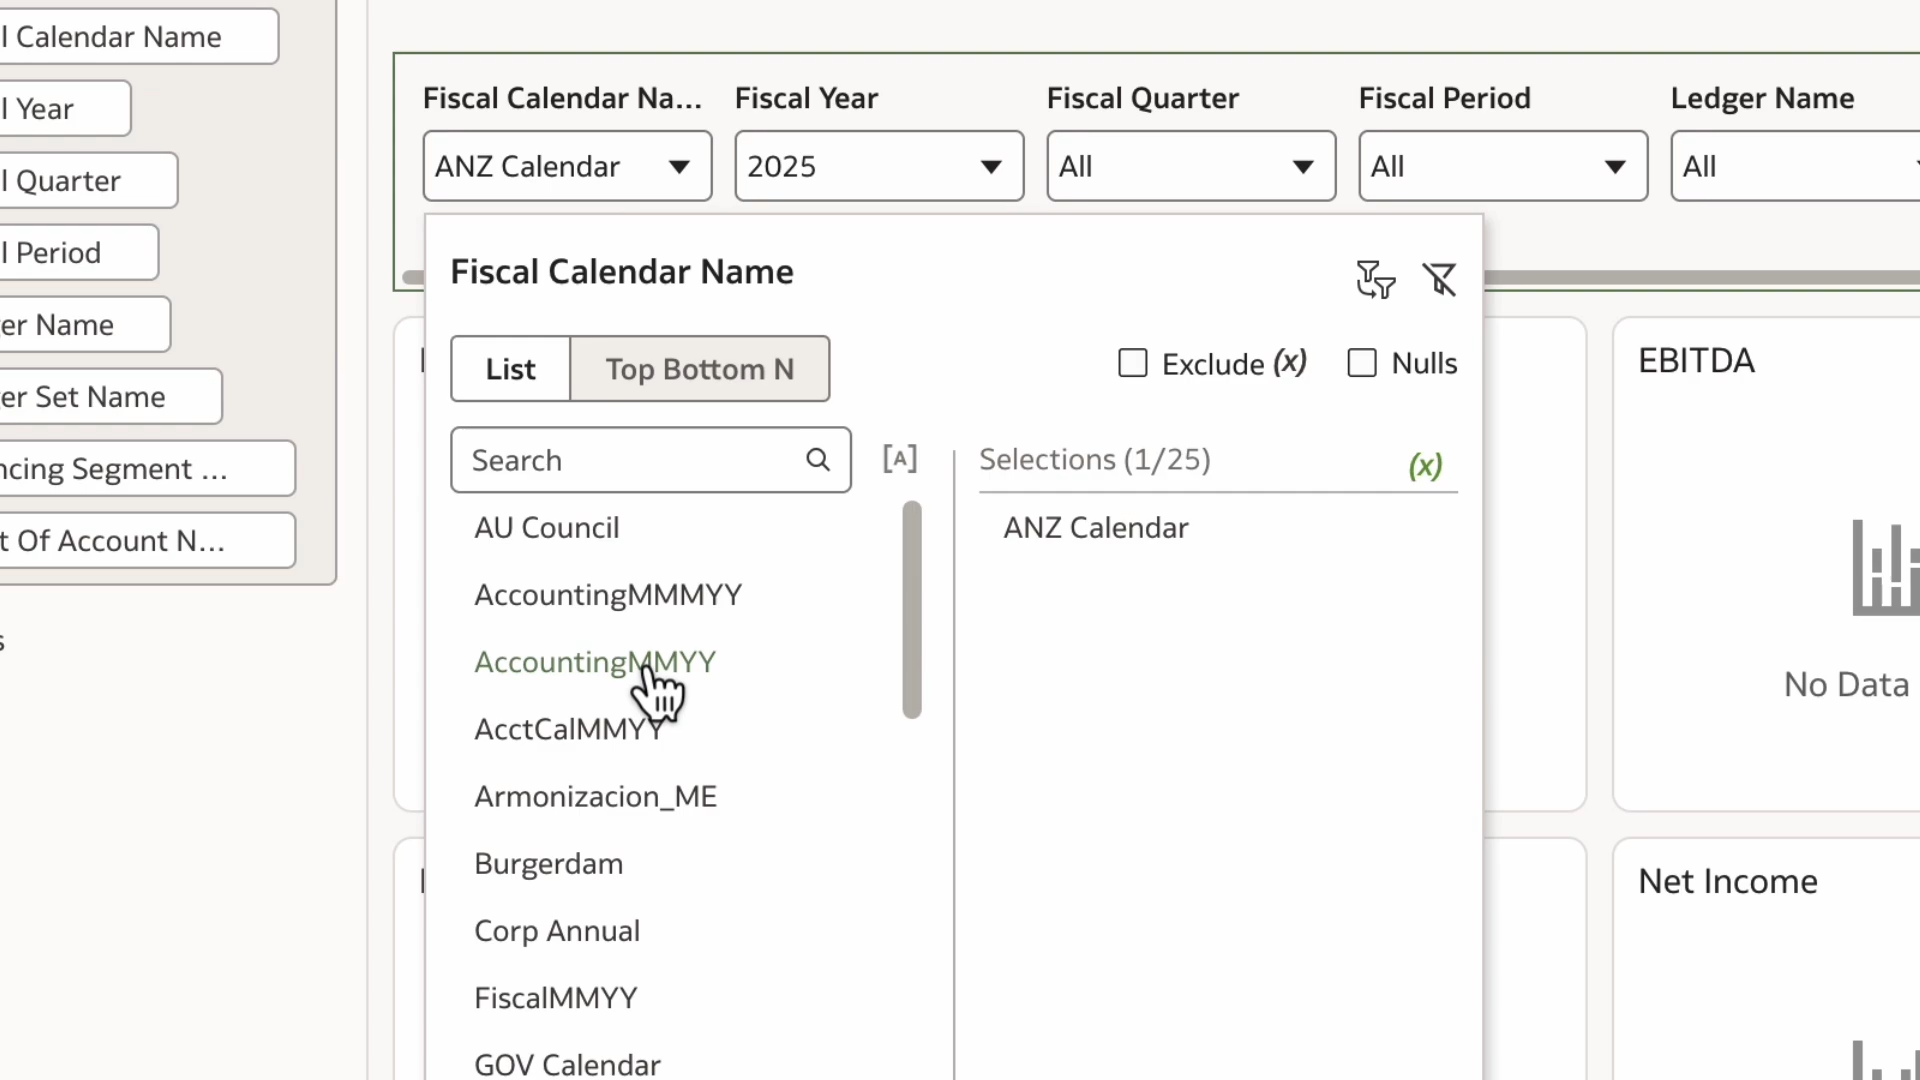 l Calendar Name
l Year
l Quarter
l Period
er Name
er Set Name
ncing Segment ...
t Of Account N...
s
Fiscal Calendar Na... Fiscal Year Fiscal Quarter Fiscal Period Ledger Name
ANZ Calendar 2025 All All All
Fiscal Calendar Name
List Top Bottom N Exclude (x) Nulls
Search [A] Selections (1/25) (x)
AU Council
AccountingMMMYY
AccountingMMYY
AcctCalMMYY
Armonizacion_ME
Burgerdam
Corp Annual
FiscalMMYY
GOV Calendar
ANZ Calendar
EBITDA
No Data
Net Income